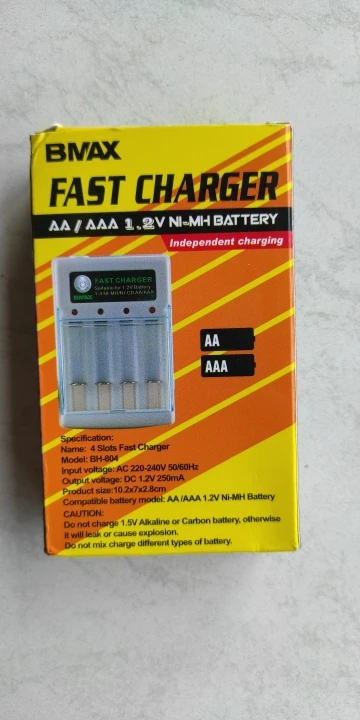 BMAX
FAST CHARGER
AA / AAA 1.2V NI-MH BATTERY
Independent charging
FAST CHARGER
BMAX
AA
AAA
Specification:
Name: 4 Slots Fast Charger
Model: BH-804
Input voltage: AC 220-240V 50/60Hz
Output voltage: DC 1.2V 250mA
Product size:10.2x7x2.8cm
Compatible battery model: AA /AAA 1.2V Ni-MH Battery
CAUTION:
Do not charge 1.5V Alkaline or Carbon battery, otherwise
it will leak or cause explosion.
Do not mix charge different types of battery.